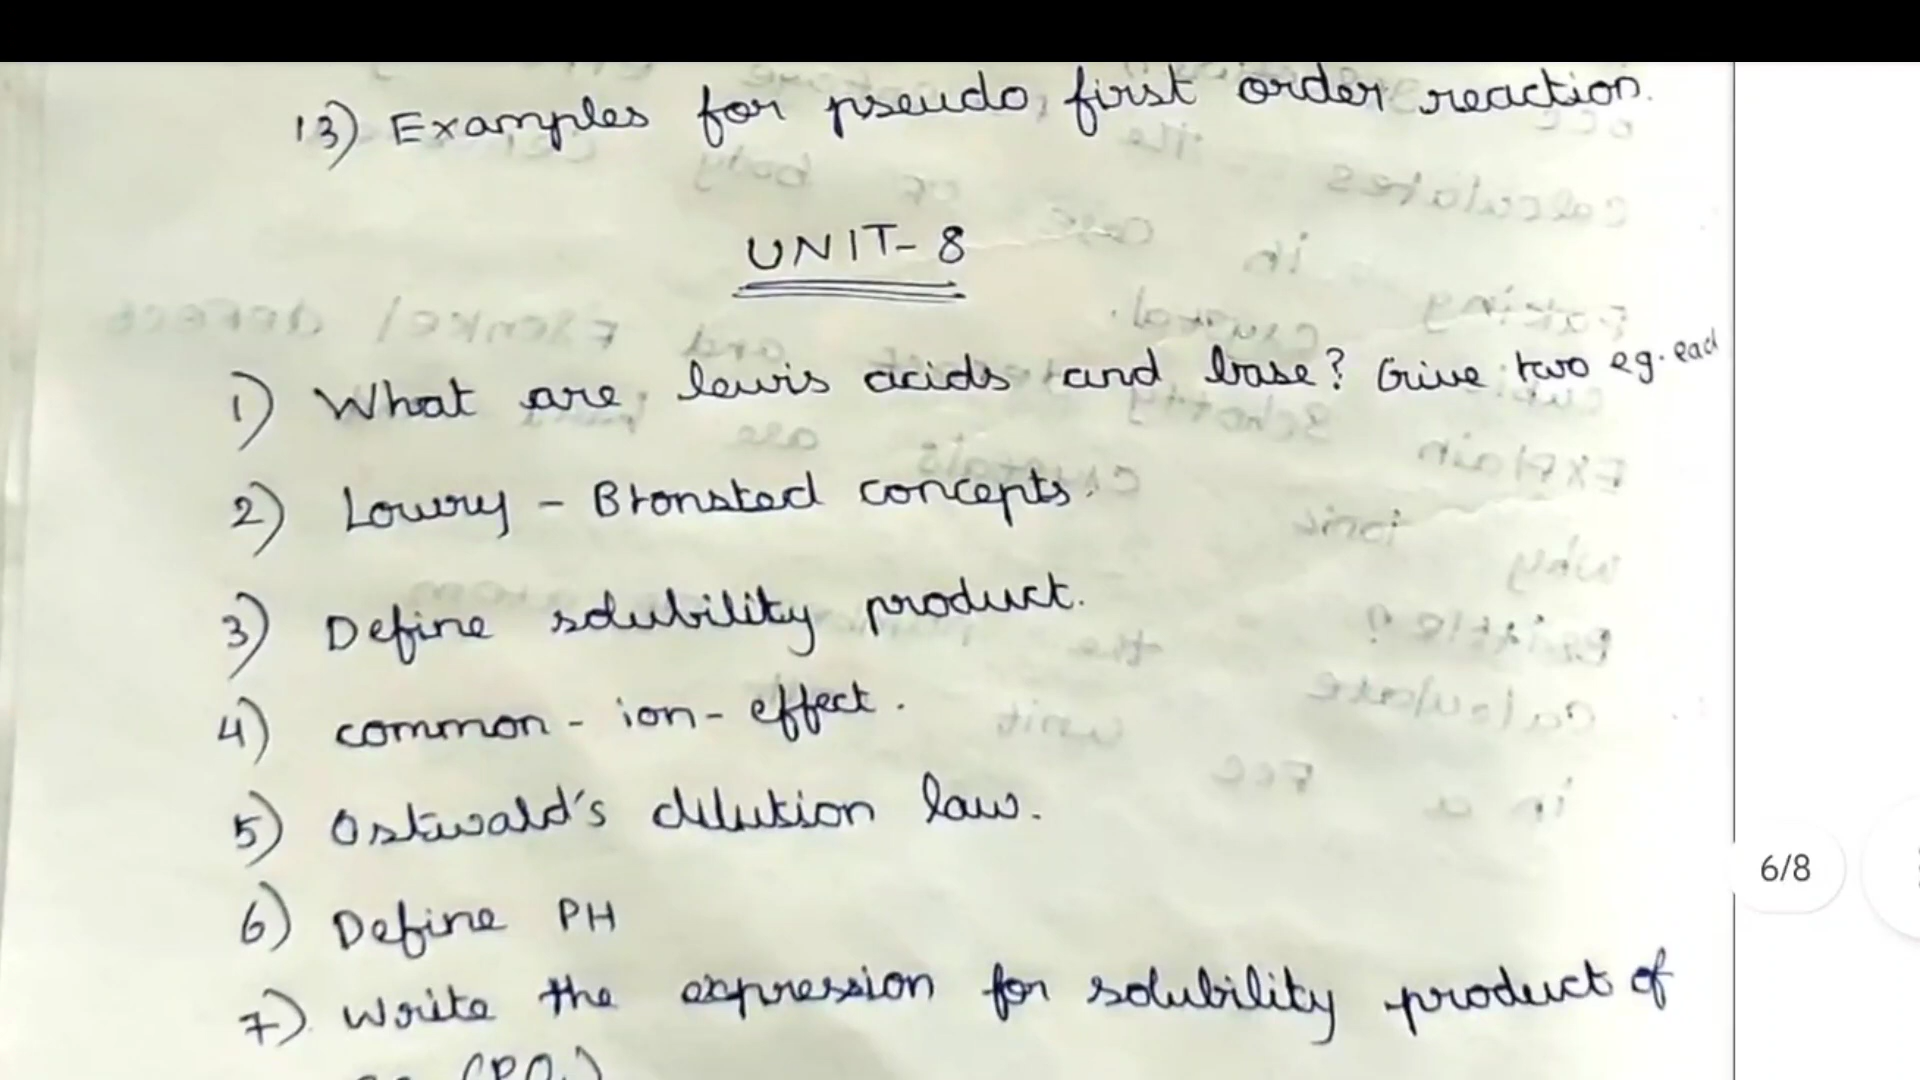 13) Examples for pseudo first order reaction.
UNIT-8
1) What are lewis acids and base? Give two eg. each
2) Lowry - Bronsted concepts.
3) Define solubility product.
4) common - ion - effect.
5) Ostwald's dilution law.
6) Define PH
6/8
7) Write the expression for solubility product of